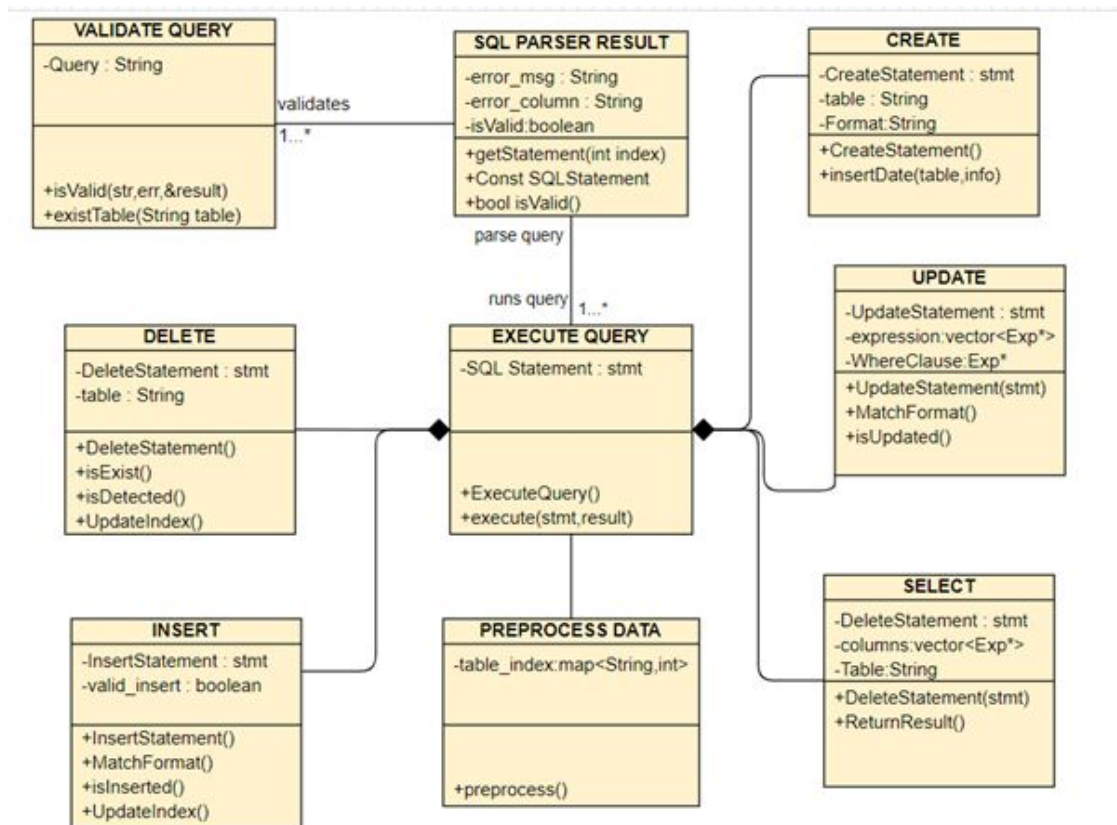 VALIDATE QUERY
-Query : String
+isValid(str,err,&result)
+existTable(String table)
validates
1...*
SQL PARSER RESULT
-error_msg : String
-error_column : String
-isValid:boolean
+getStatement(int index)
+Const SQLStatement
+bool isValid()
CREATE
-CreateStatement : stmt
-table : String
-Format:String
+CreateStatement()
+insertDate(table,info)
parse query
runs query
1...*
DELETE
-DeleteStatement : stmt
-table : String
+DeleteStatement()
+isExist()
+isDetected()
+UpdateIndex()
EXECUTE QUERY
-SQL Statement : stmt
+ExecuteQuery()
+execute(stmt,result)
UPDATE
-UpdateStatement : stmt
-expression:vector<Exp*>
-WhereClause:Exp*
+UpdateStatement(stmt)
+MatchFormat()
+isUpdated()
INSERT
-InsertStatement : stmt
-valid_insert : boolean
+InsertStatement()
+MatchFormat()
+isInserted()
+UpdateIndex()
PREPROCESS DATA
-table_index:map<String,int>
+preprocess()
SELECT
-DeleteStatement : stmt
-columns:vector<Exp*>
-Table:String
+DeleteStatement(stmt)
+ReturnResult()